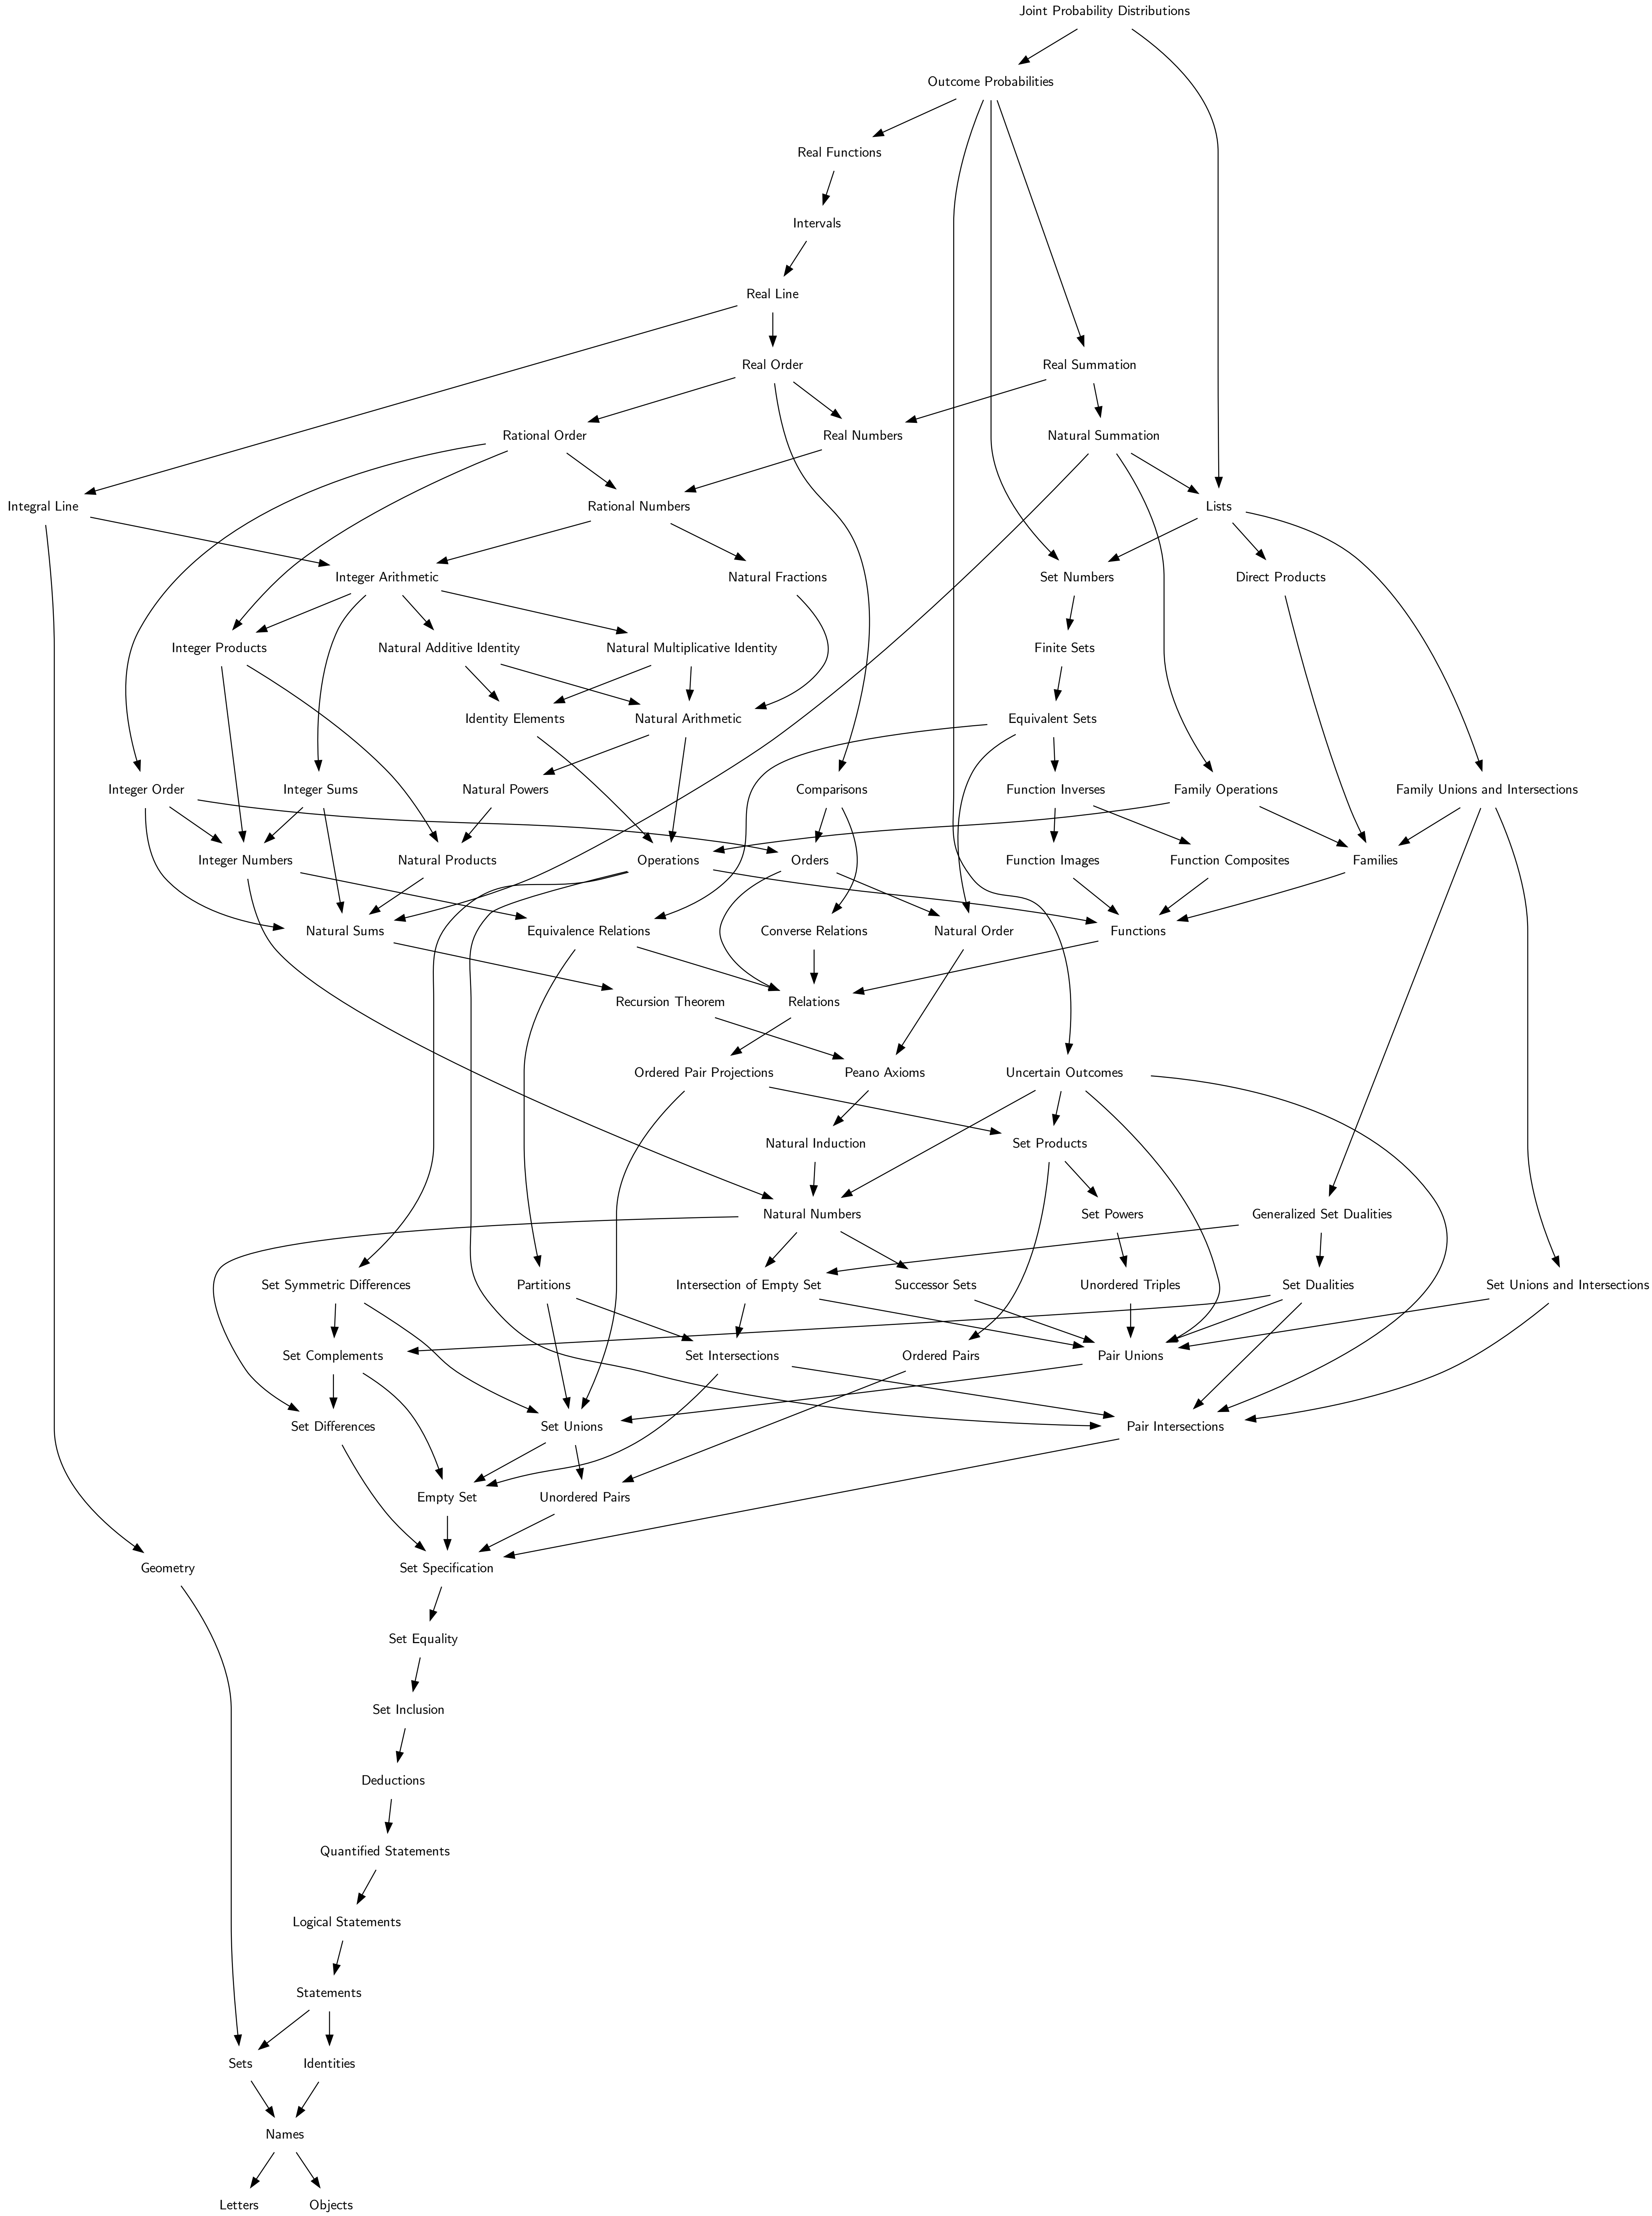 Joint Probability Distributions
Outcome Probabilities
Real Functions
Intervals
Real Line
Real Order
Real Summation
Rational Order
Real Numbers
Natural Summation
Integral Line
Rational Numbers
Lists
Integer Arithmetic
Natural Fractions
Set Numbers
Direct Products
Integer Products
Natural Additive Identity
Natural Multiplicative Identity
Finite Sets
Identity Elements
Natural Arithmetic
Equivalent Sets
Integer Order
Integer Sums
Natural Powers
Comparisons
Function Inverses
Family Operations
Family Unions and Intersections
Integer Numbers
Natural Products
Operations
Orders
Function Images
Function Composites
Families
Natural Sums
Equivalence Relations
Converse Relations
Natural Order
Functions
Recursion Theorem
Relations
Ordered Pair Projections
Peano Axioms
Uncertain Outcomes
Natural Induction
Set Products
Natural Numbers
Set Powers
Generalized Set Dualities
Set Symmetric Differences
Partitions
Intersection of Empty Set
Successor Sets
Unordered Triples
Set Dualities
Set Unions and Intersections
Set Complements
Set Intersections
Ordered Pairs
Pair Unions
Set Differences
Set Unions
Pair Intersections
Empty Set
Unordered Pairs
Geometry
Set Specification
Set Equality
Set Inclusion
Deductions
Quantified Statements
Logical Statements
Statements
Sets
Identities
Names
Letters
Objects